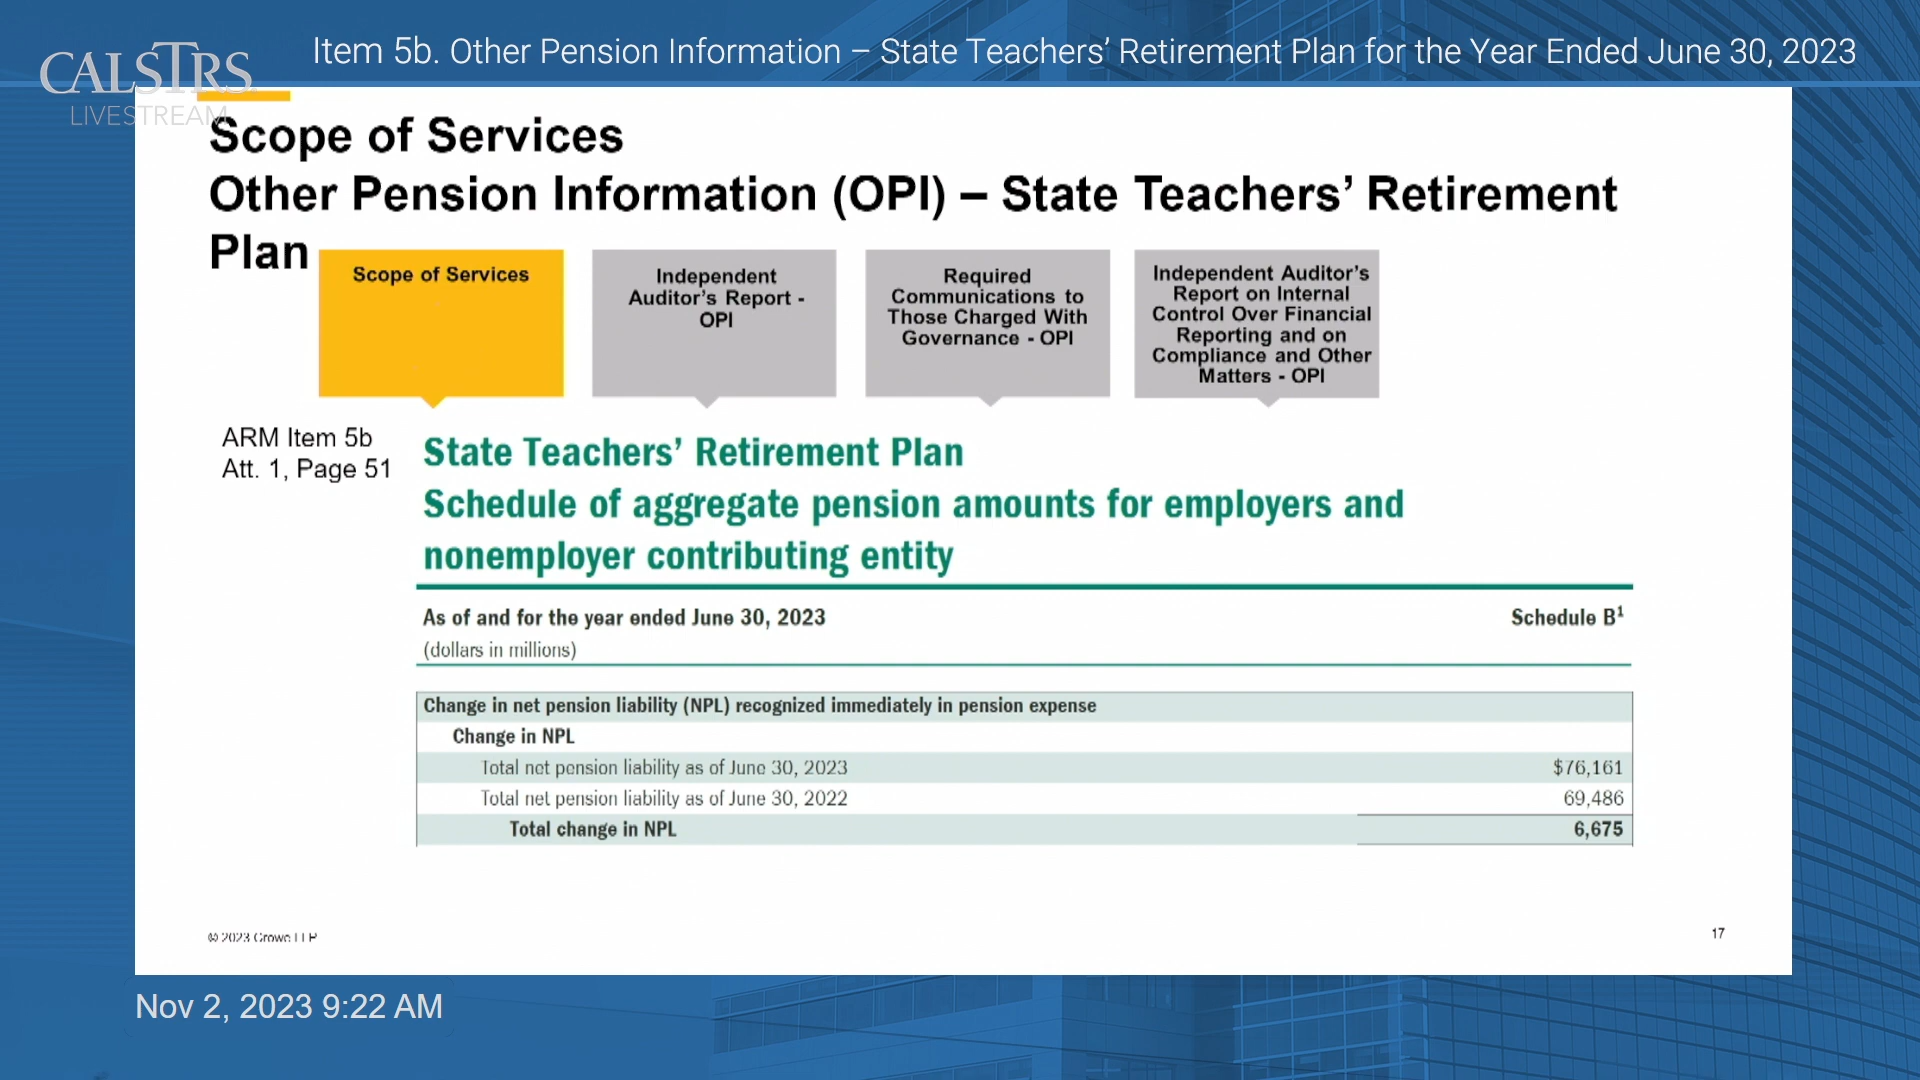 Item 5b. Other Pension Information – State Teachers’ Retirement Plan for the Year Ended June 30, 2023
CALSTRS
LIVESTREAM
Scope of Services
Other Pension Information (OPI) – State Teachers’ Retirement
Plan
Scope of Services
Independent
Auditor’s Report -
OPI
Required
Communications to
Those Charged With
Governance - OPI
Independent Auditor’s
Report on Internal
Control Over Financial
Reporting and on
Compliance and Other
Matters - OPI
ARM Item 5b
Att. 1, Page 51
State Teachers’ Retirement Plan
Schedule of aggregate pension amounts for employers and
nonemployer contributing entity
As of and for the year ended June 30, 2023 Schedule B¹
(dollars in millions)
Change in net pension liability (NPL) recognized immediately in pension expense
Change in NPL
Total net pension liability as of June 30, 2023 $76,161
Total net pension liability as of June 30, 2022 69,486
Total change in NPL 6,675
© 2023 Crowe LLP 17
Nov 2, 2023 9:22 AM